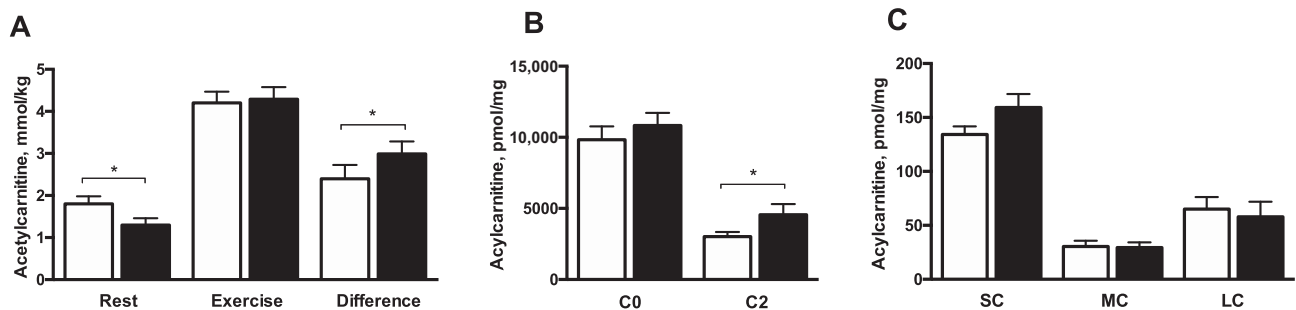 A
Acetylcarnitine, mmol/kg
5
4
3
2
1
0
*
*
Rest
Exercise
Difference
B
Acylcarnitine, pmol/mg
15,000
10,000
5000
0
*
C0
C2
C
Acylcarnitine, pmol/mg
200
150
100
50
0
SC
MC
LC